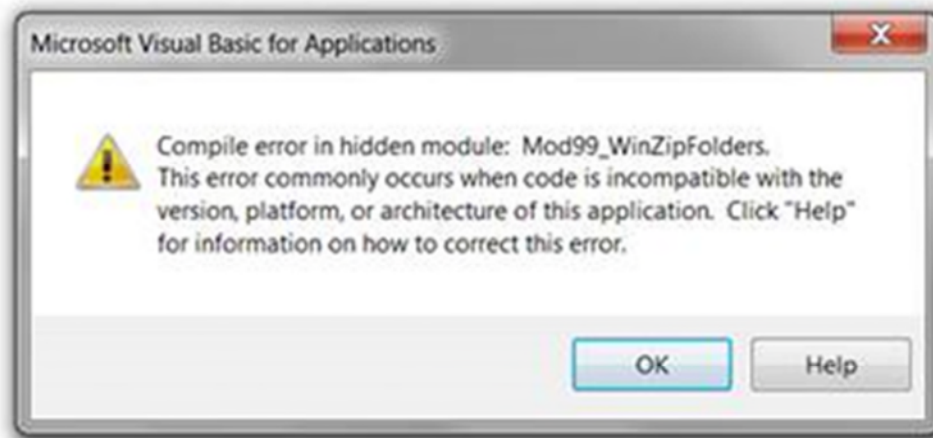 Microsoft Visual Basic for Applications
Compile error in hidden module: Mod99_WinZipFolders.
This error commonly occurs when code is incompatible with the
version, platform, or architecture of this application. Click "Help"
for information on how to correct this error.
OK
Help